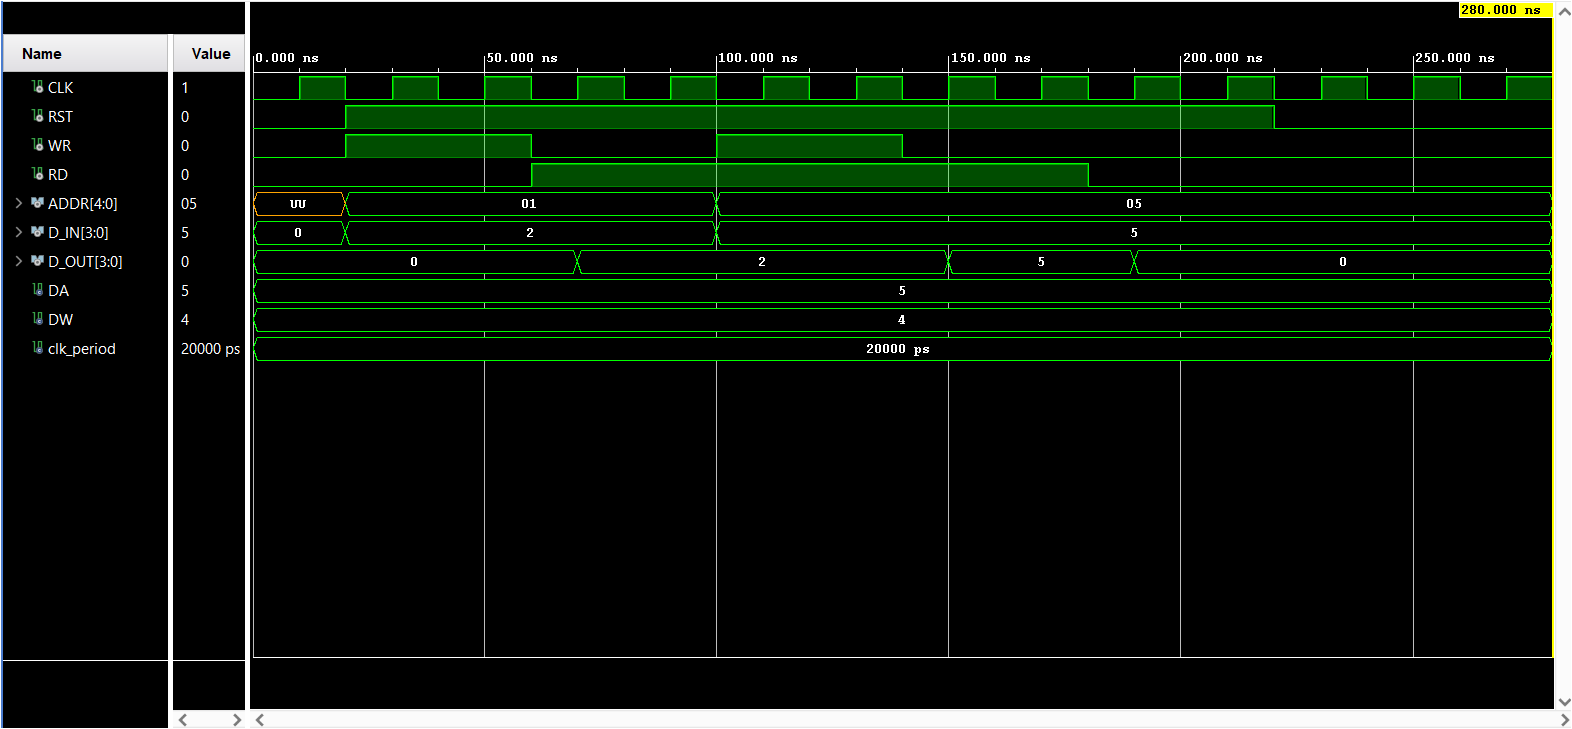 280.000 ns
Name Value
0.000 ns 50.000 ns 100.000 ns 150.000 ns 200.000 ns 250.000 ns
CLK 1
RST 0
WR 0
RD 0
ADDR[4:0] 05 UU 01 05
D_IN[3:0] 5 0 2 5
D_OUT[3:0] 0 0 2 5 0
DA 5 5
DW 4 4
clk_period 20000 ps 20000 ps